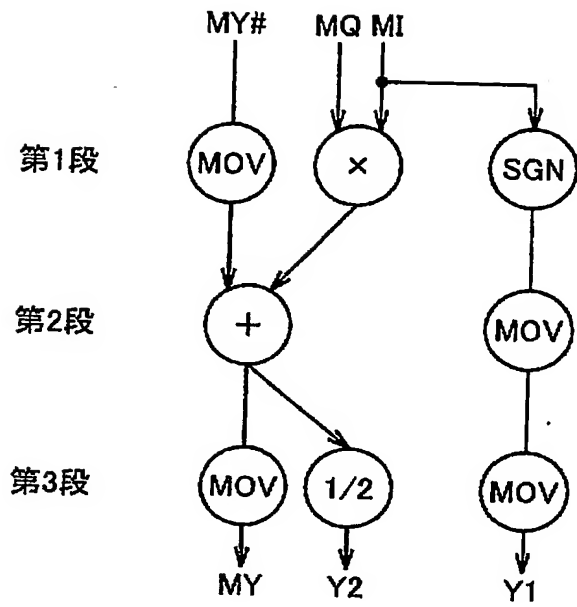 MY# MQ MI
第1段 MOV × SGN
第2段 + MOV
第3段 MOV 1/2 MOV
MY Y2 Y1